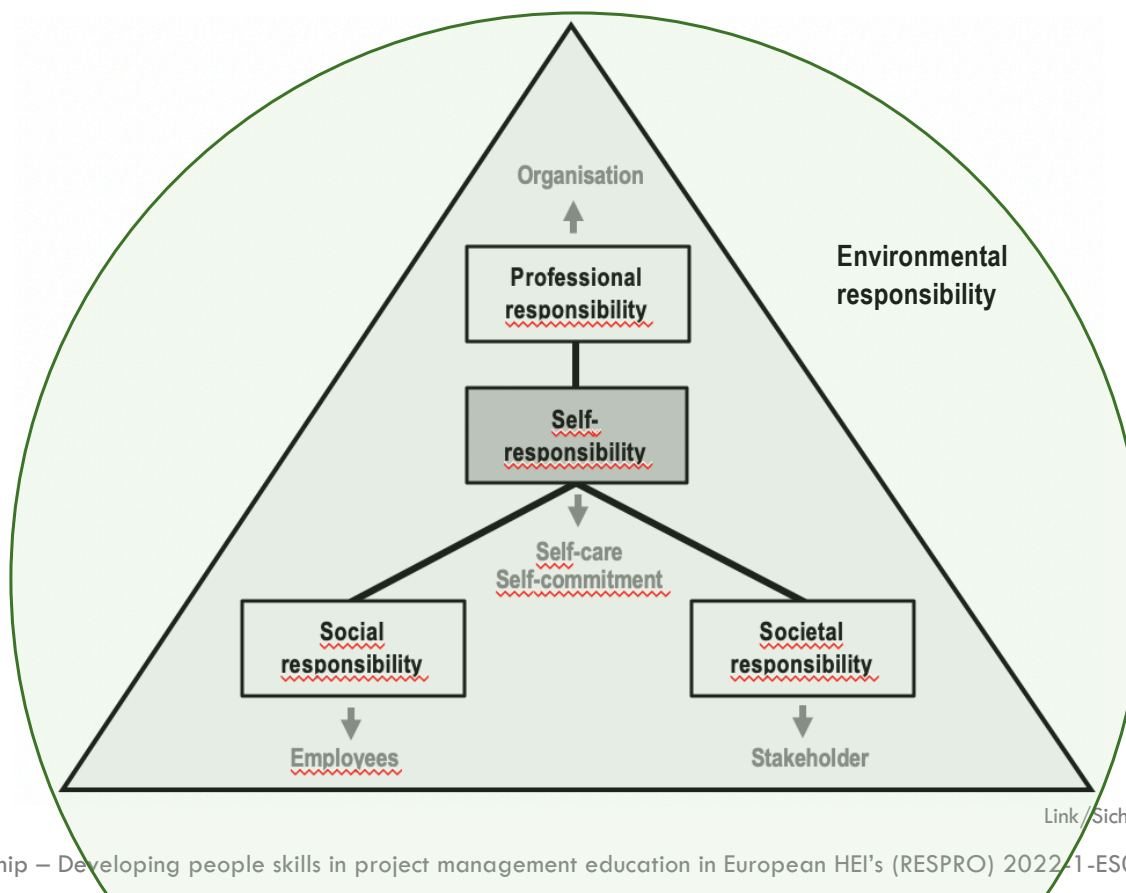 Organisation
Professional
responsibility
Environmental
responsibility
Self-
responsibility
Self-care
Self-commitment
Social
responsibility
Societal
responsibility
Employees
Stakeholder
Link/Sich
hip – Developing people skills in project management education in European HEI's (RESPRO) 2022-1-ES0